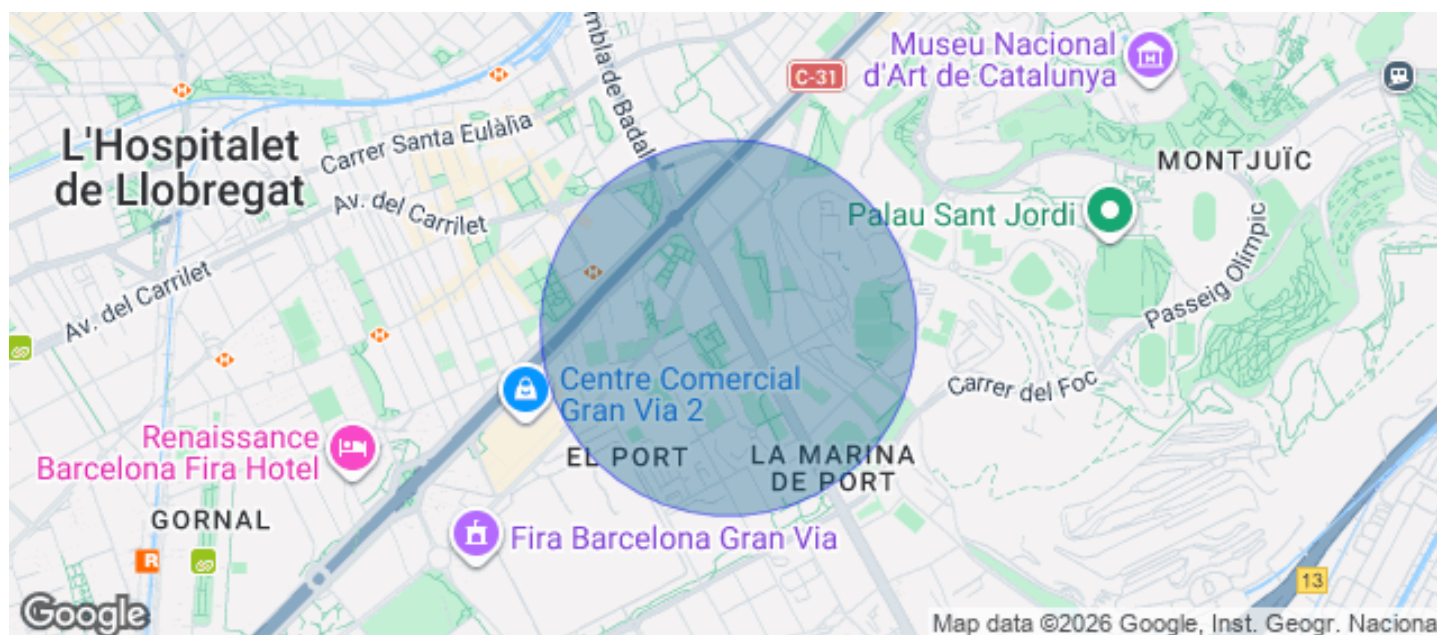 Museu Nacional
d'Art de Catalunya
C-31
mbla de Badal
L'Hospitalet
de Llobregat
Carrer Santa Eulàlia
MONTJUÏC
Av. del Carrilet
Palau Sant Jordi
Passeig Olímpic
Av. del Carrilet
Centre Comercial
Gran Via 2
Carrer del Foc
Renaissance
Barcelona Fira Hotel
EL PORT
LA MARINA
DE PORT
GORNAL
Fira Barcelona Gran Via
R
13
Google
Map data ©2026 Google, Inst. Geogr. Naciona